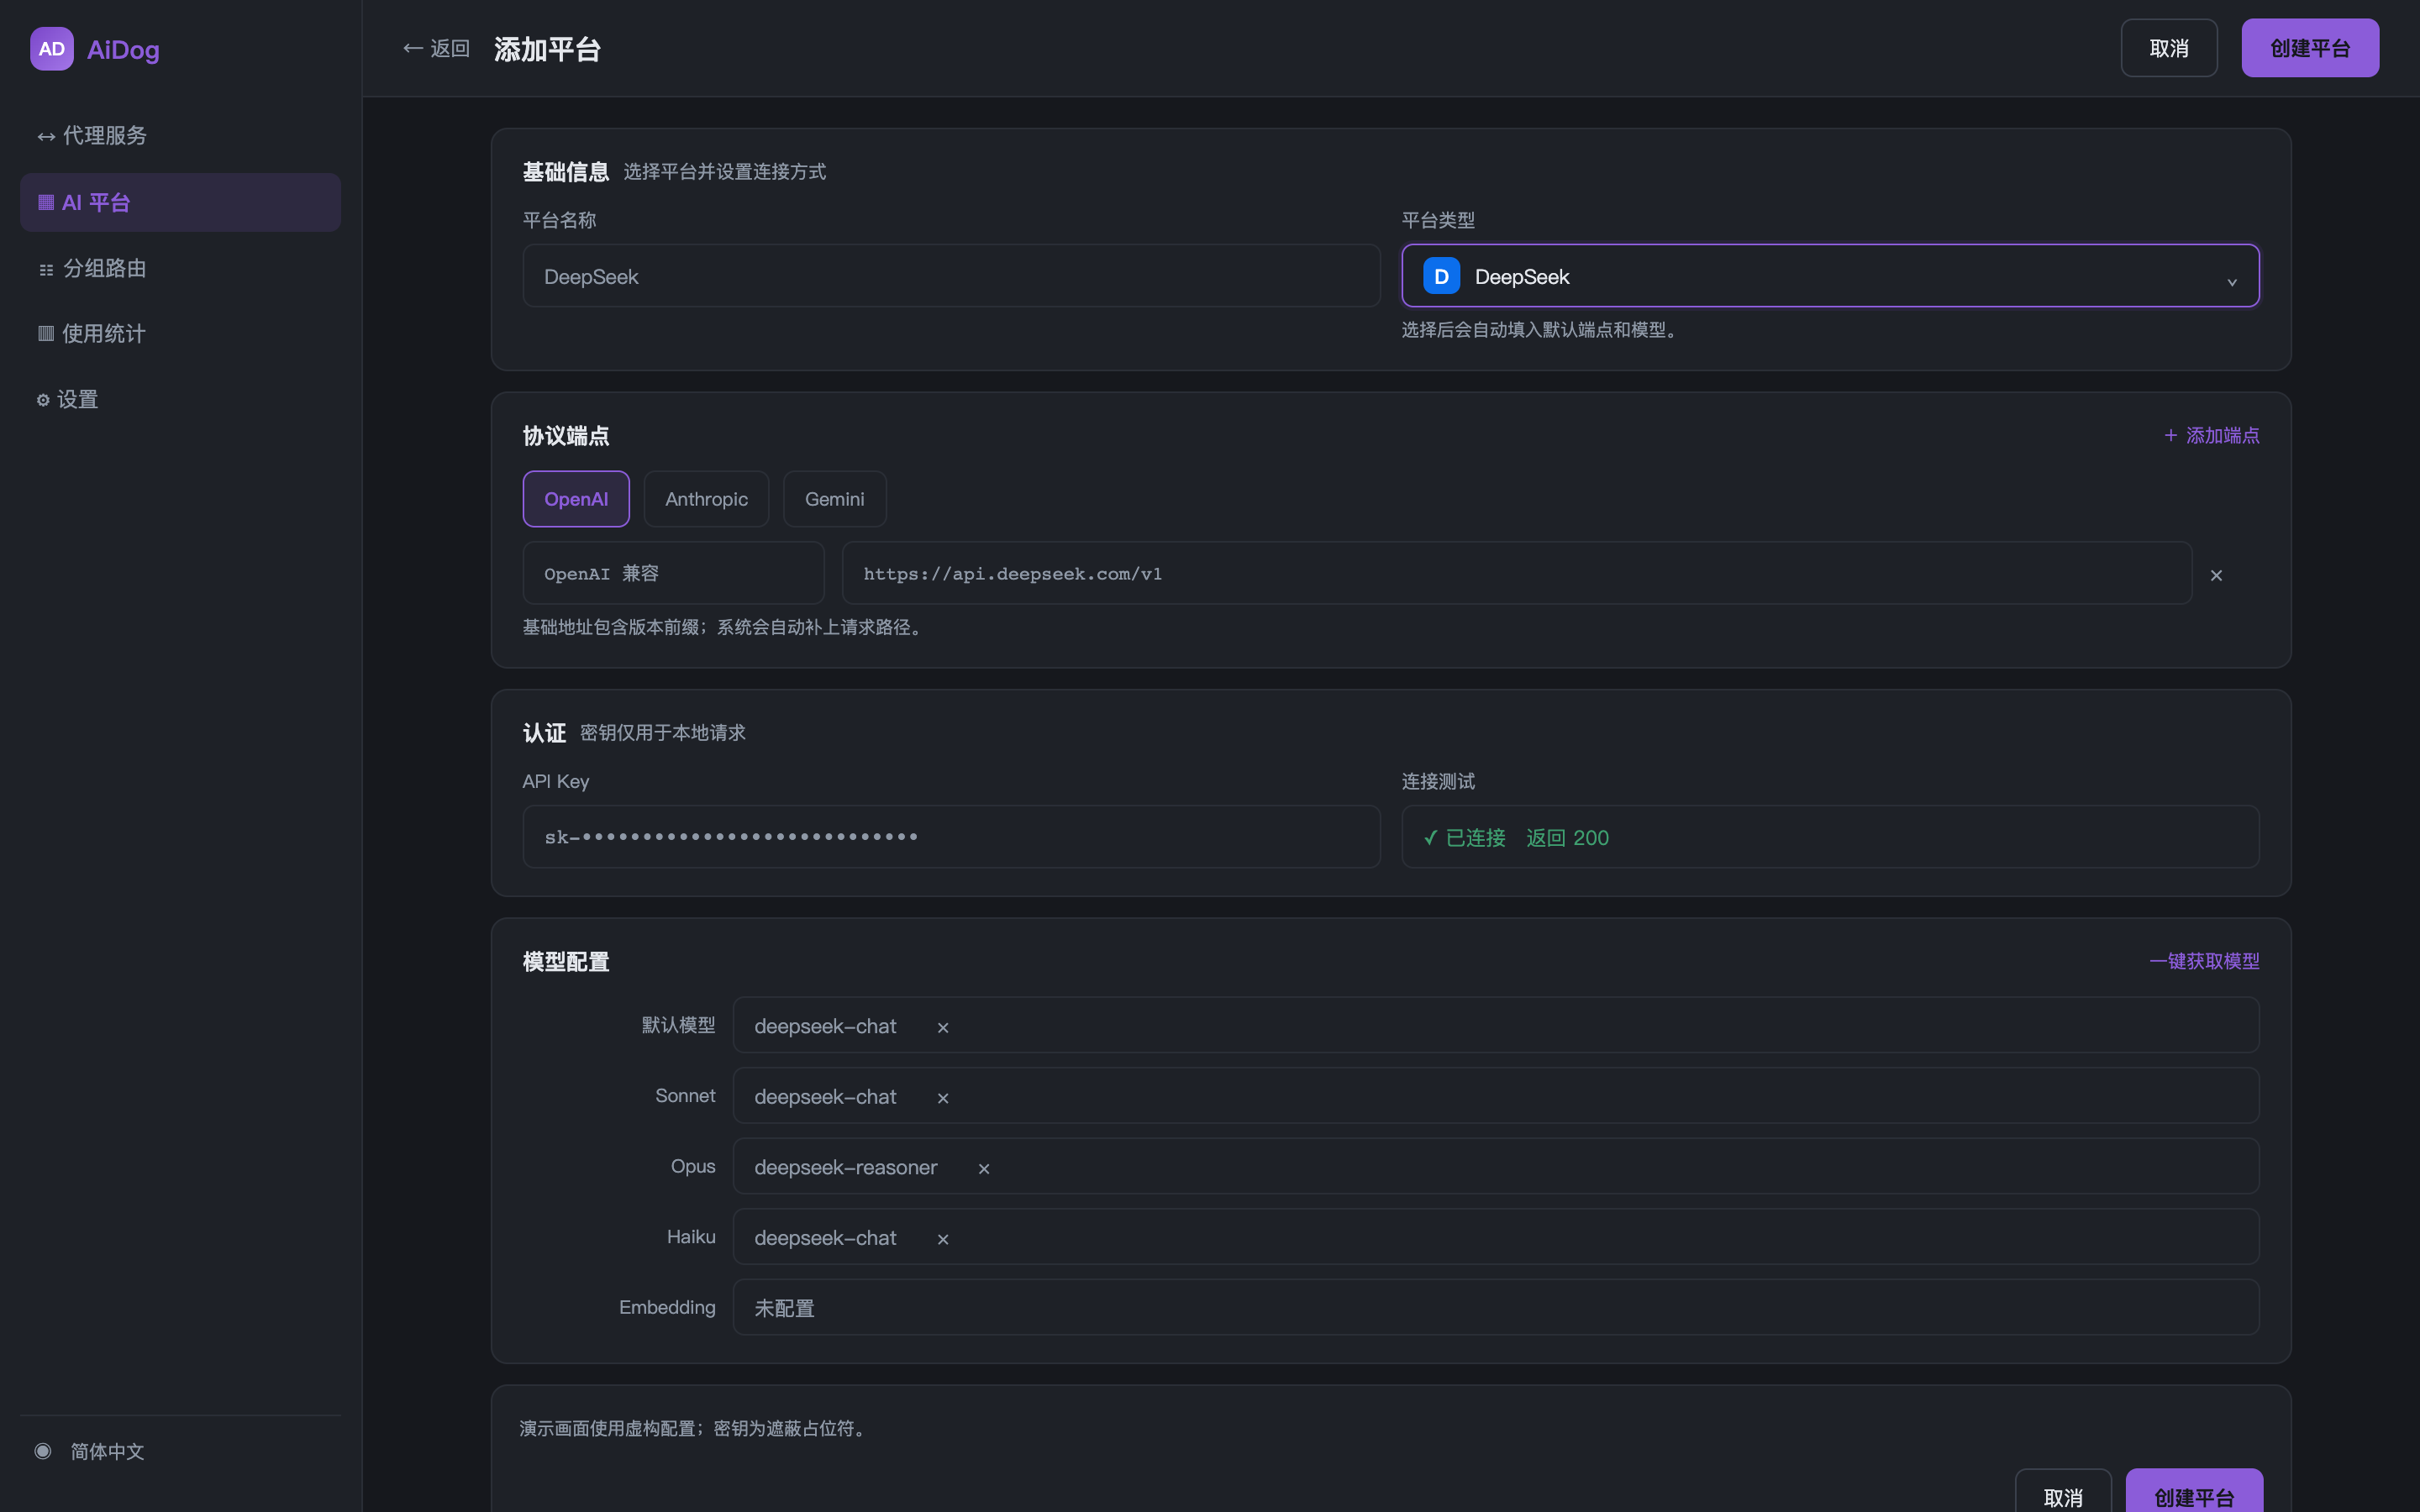 AD AiDog
← 返回 添加平台
取消 创建平台
↔ 代理服务
AI 平台
分组路由
使用统计
设置
基础信息 选择平台并设置连接方式
平台名称 平台类型
DeepSeek D DeepSeek
选择后会自动填入默认端点和模型。
协议端点 + 添加端点
OpenAI Anthropic Gemini
OpenAI 兼容 https://api.deepseek.com/v1 ×
基础地址包含版本前缀；系统会自动补上请求路径。
认证 密钥仅用于本地请求
API Key 连接测试
sk-•••••••••••••••••••••••••••• ✓ 已连接 返回 200
模型配置 一键获取模型
默认模型 deepseek-chat ×
Sonnet deepseek-chat ×
Opus deepseek-reasoner ×
Haiku deepseek-chat ×
Embedding 未配置
演示画面使用虚构配置；密钥为遮蔽占位符。
取消 创建平台
简体中文